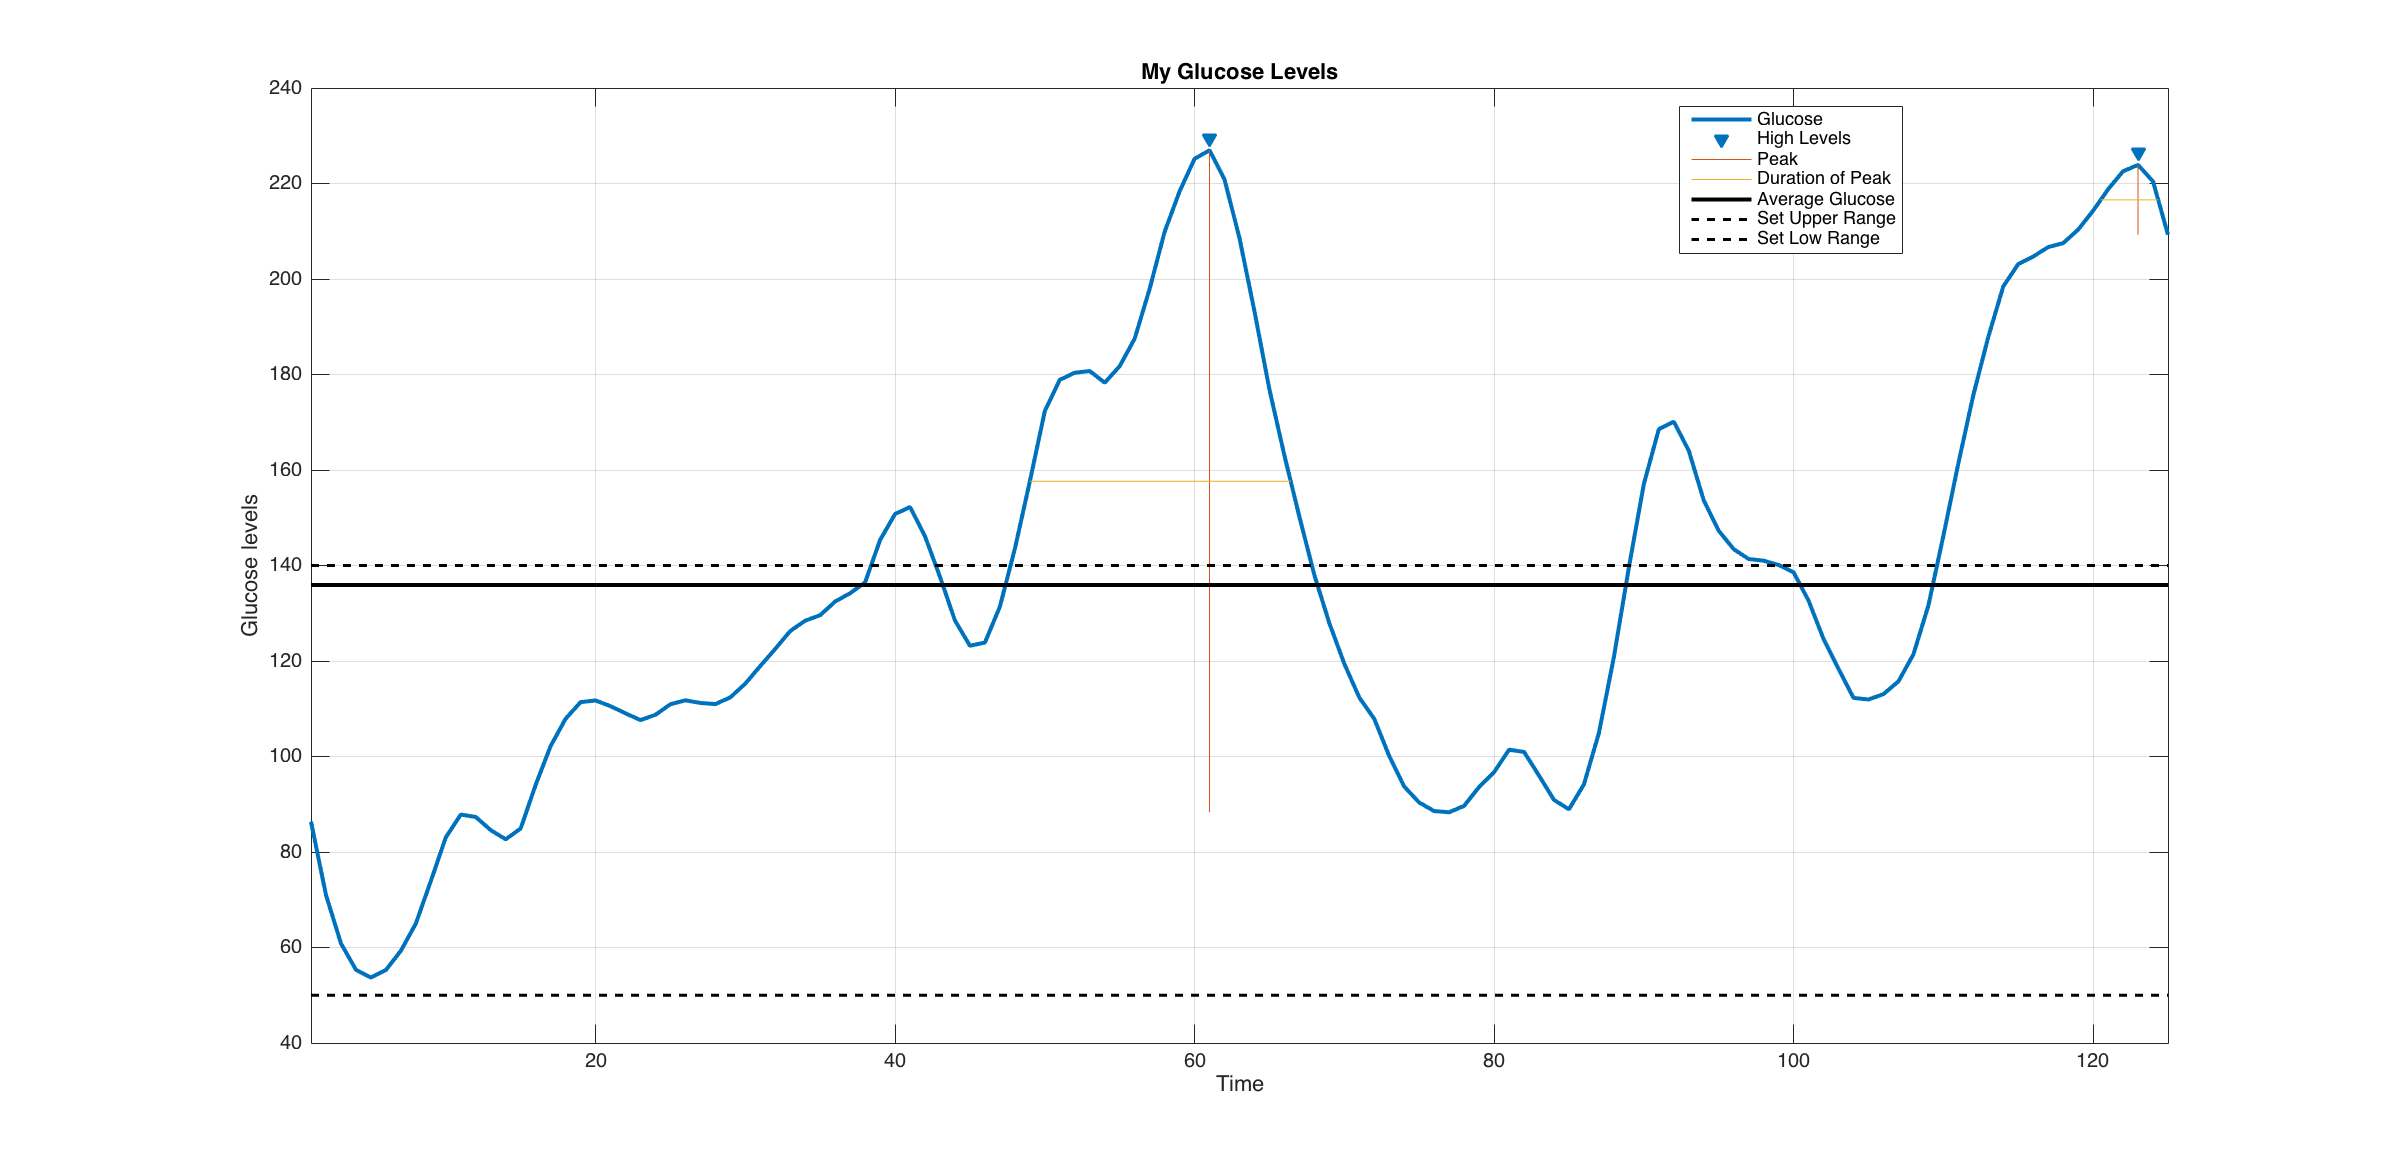 My Glucose Levels
240
220
200
180
160
140
120
100
80
60
40
Glucose levels
Glucose
High Levels
Peak
Duration of Peak
Average Glucose
Set Upper Range
Set Low Range
20 40 60 80 100 120
Time